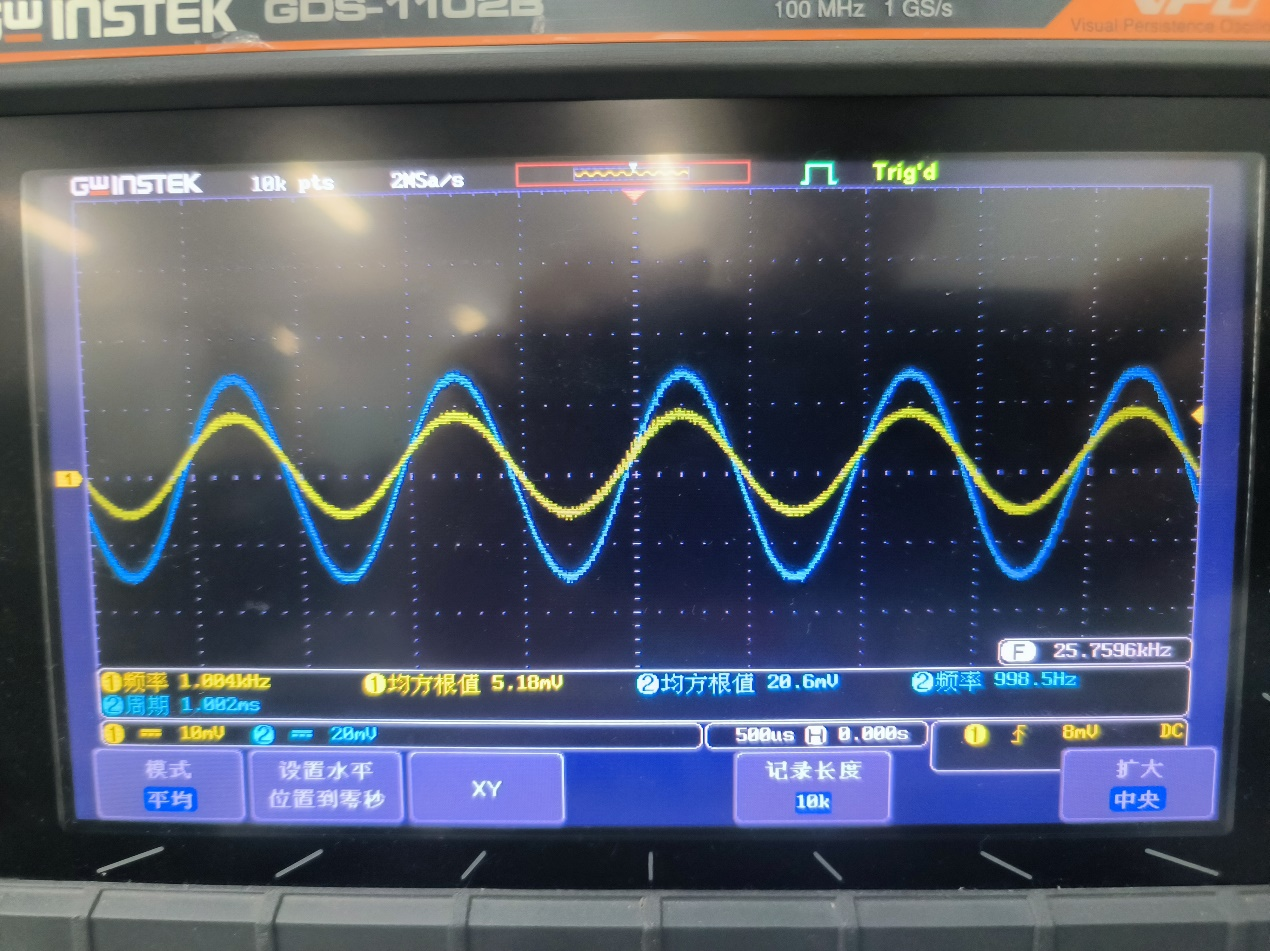 GWINSTEK GDS-1102B 100 MHz 1 GS/s
Visual Persistence
GWINSTEK 10k pts 2MSa/s Trig'd
1
F 25.7596kHz
1频率 1.004kHz 1均方根值 5.18mV 2均方根值 20.6mV 2频率 998.5Hz
2周期 1.002ms
1 10mV 2 20mV 500us H 0.000s 1 8mV DC
模式 设置水平 XY 记录长度 扩大
平均 位置到零秒 10k 中央